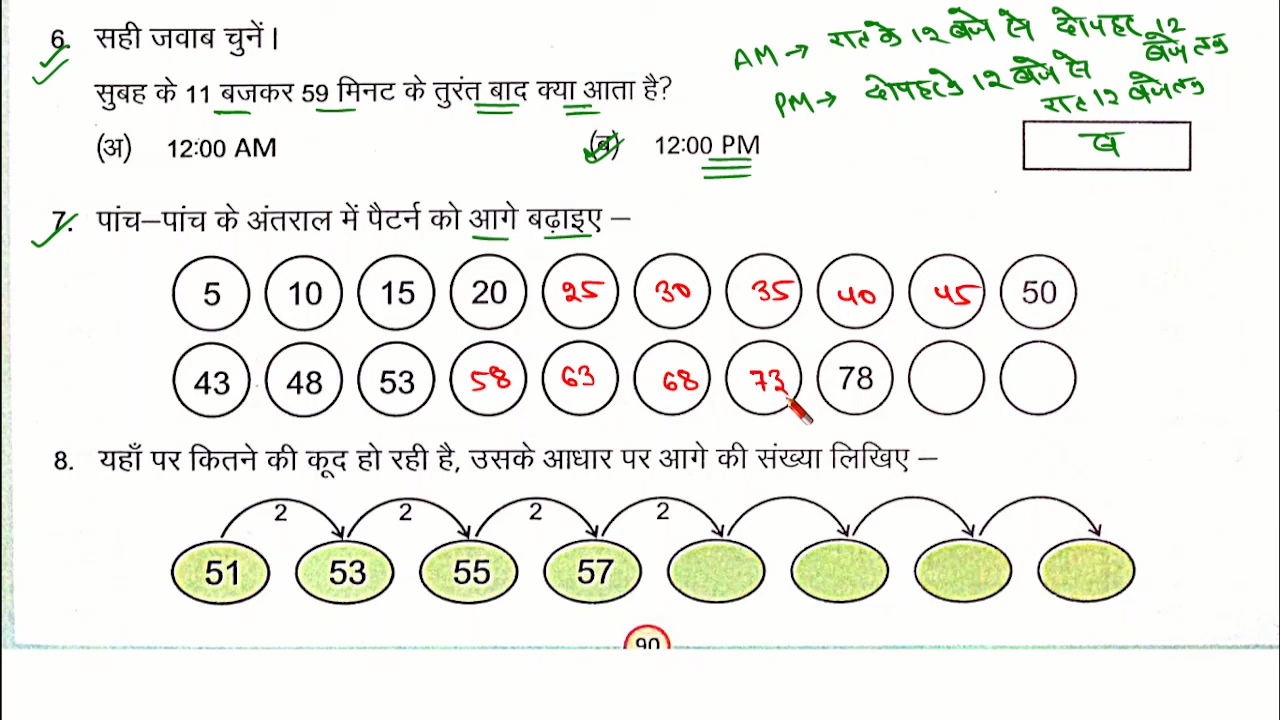 6. सही जवाब चुनें।
AM → रात के 12 बजे से दोपहर 12 बजे तक
सुबह के 11 बजकर 59 मिनट के तुरंत बाद क्या आता है?
PM → दोपहर के 12 बजे से रात 12 बजे तक
(अ) 12:00 AM (ब) 12:00 PM ब
7. पांच–पांच के अंतराल में पैटर्न को आगे बढ़ाइए –
5 10 15 20 25 30 35 40 45 50
43 48 53 58 63 68 73 78
8. यहाँ पर कितने की कूद हो रही है, उसके आधार पर आगे की संख्या लिखिए –
2 2 2 2
51 53 55 57
90